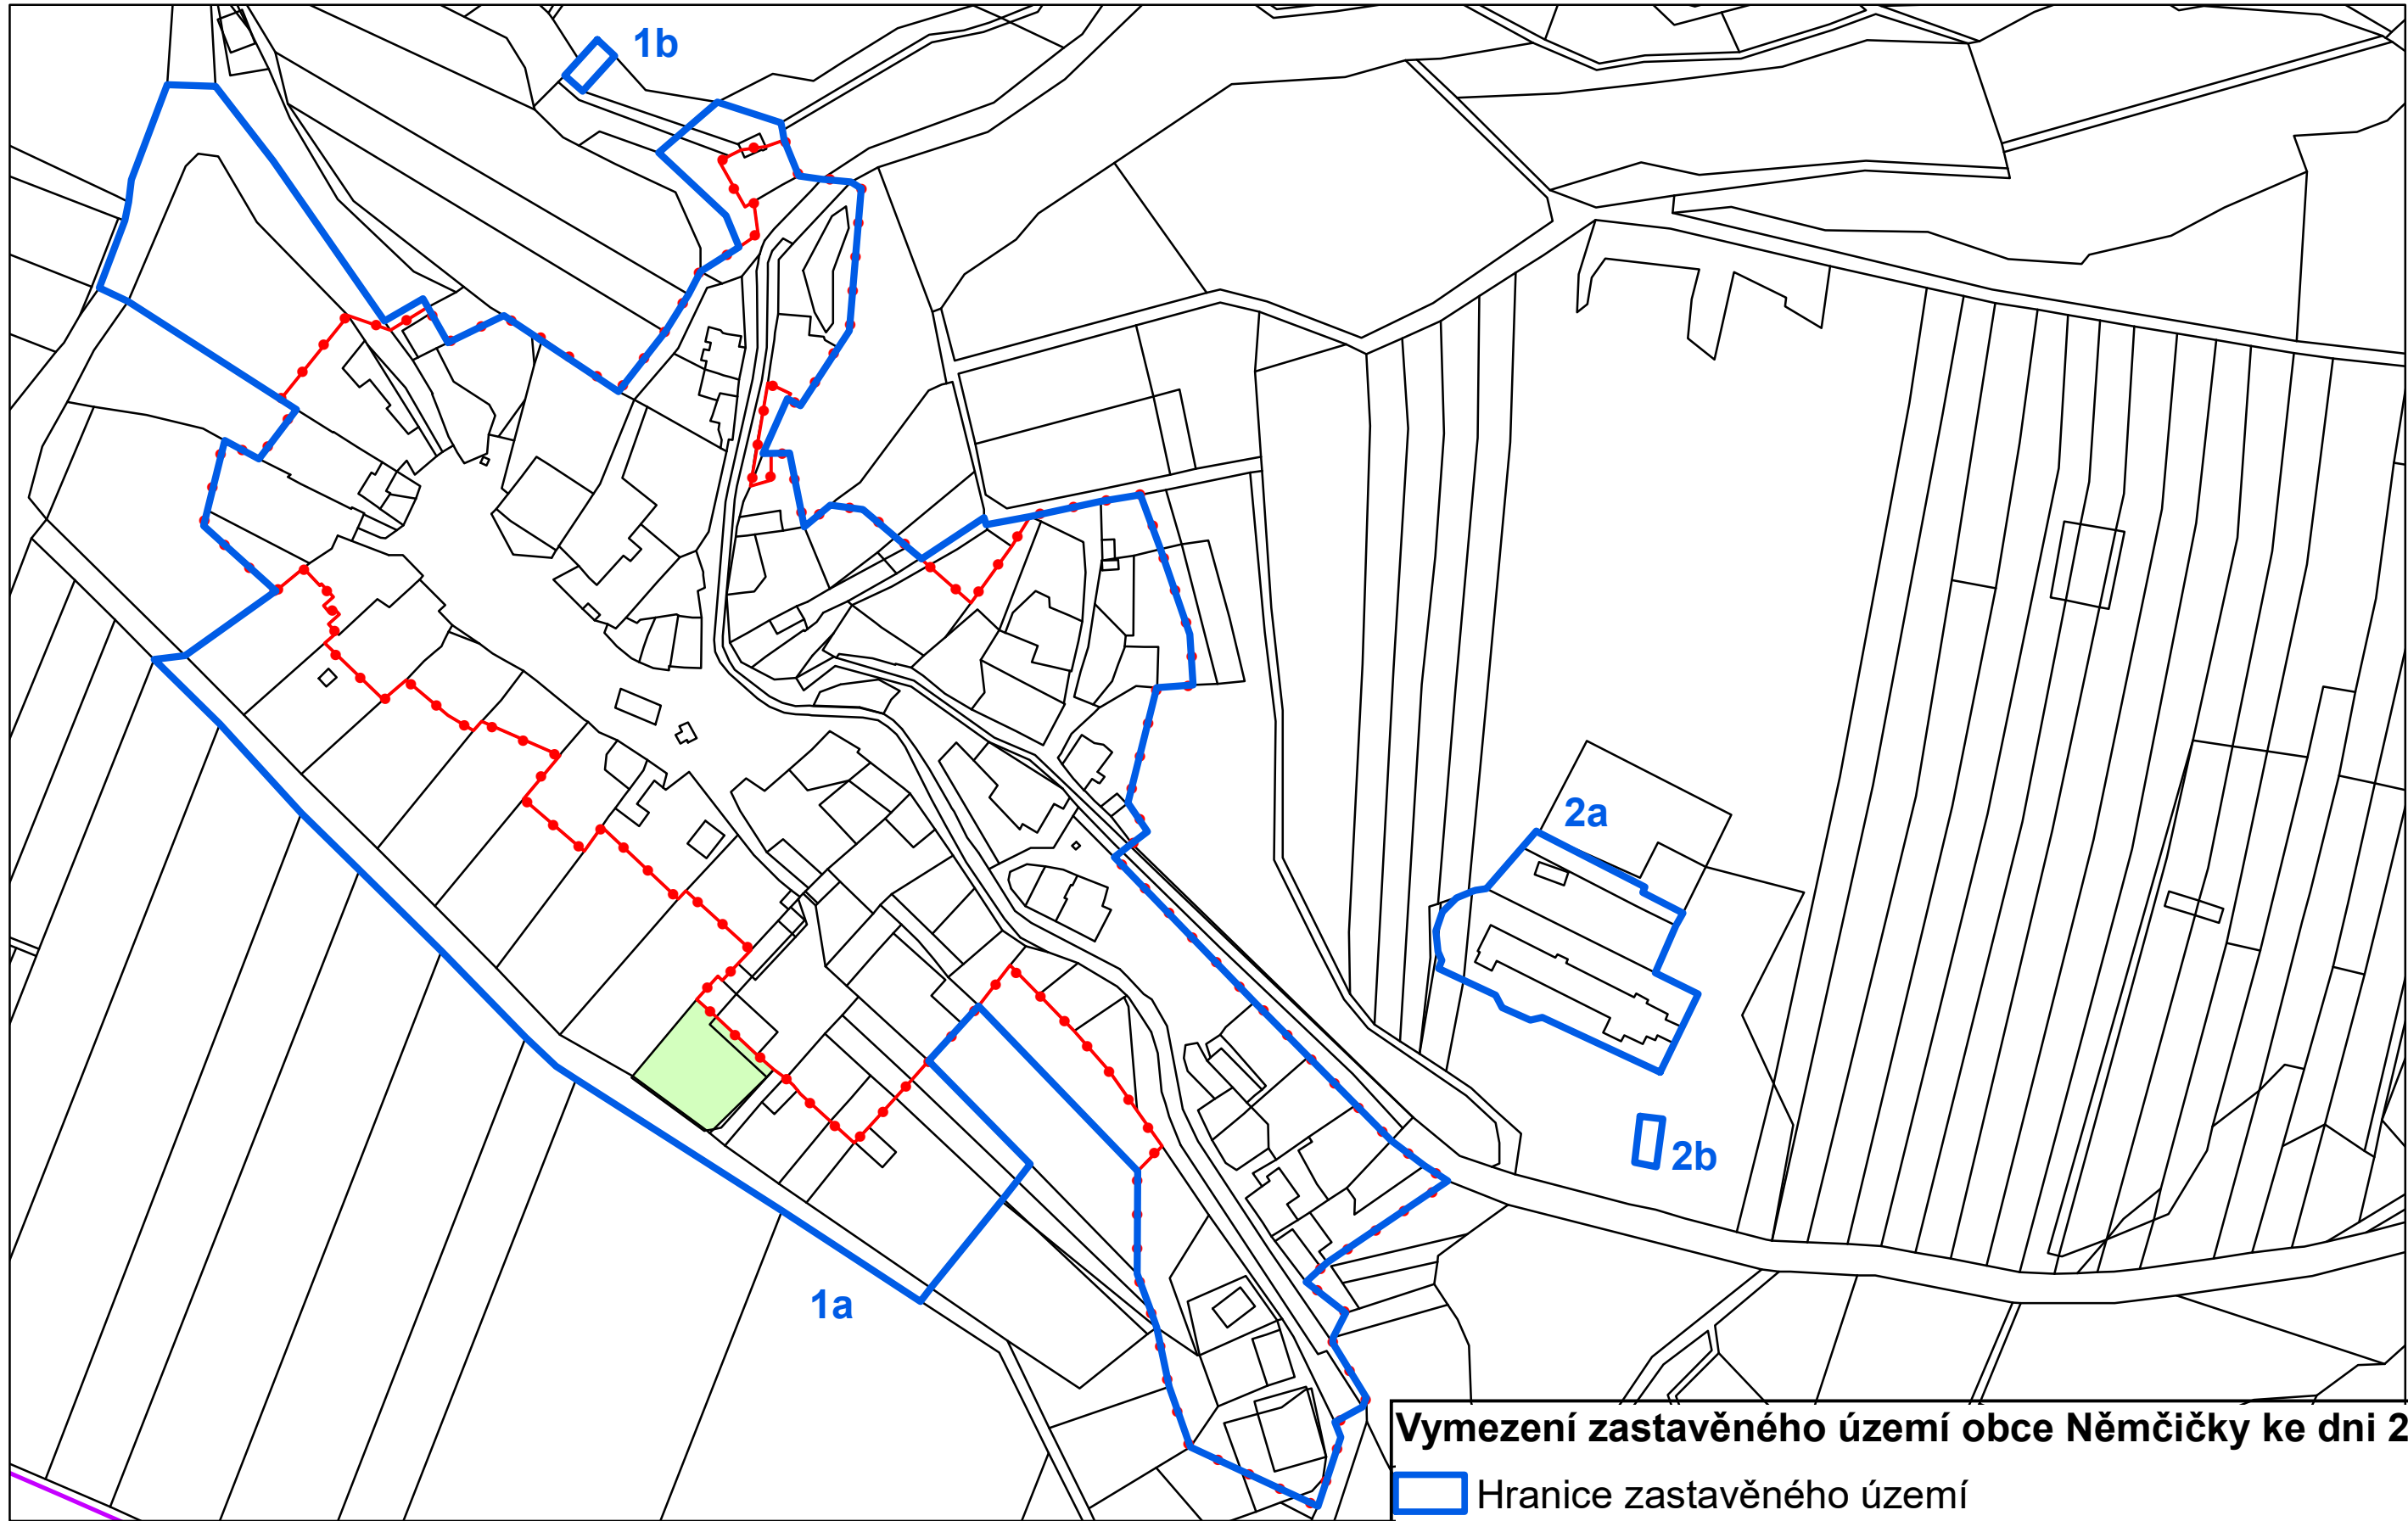 1b
2a
2b
1a
Vymezení zastavěného území obce Němčičky ke dni 2
Hranice zastavěného území